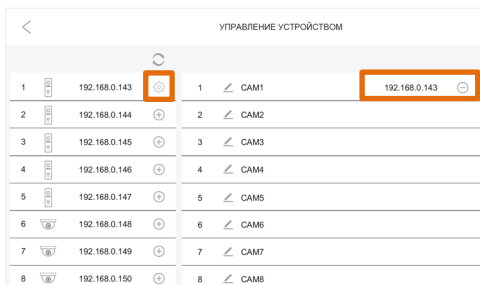 УПРАВЛЕНИЕ УСТРОЙСТВОМ
1 192.168.0.143 1 CAM1 192.168.0.143
2 192.168.0.144 2 CAM2
3 192.168.0.145 3 CAM3
4 192.168.0.146 4 CAM4
5 192.168.0.147 5 CAM5
6 192.168.0.148 6 CAM6
7 192.168.0.149 7 CAM7
8 192.168.0.150 8 CAM8